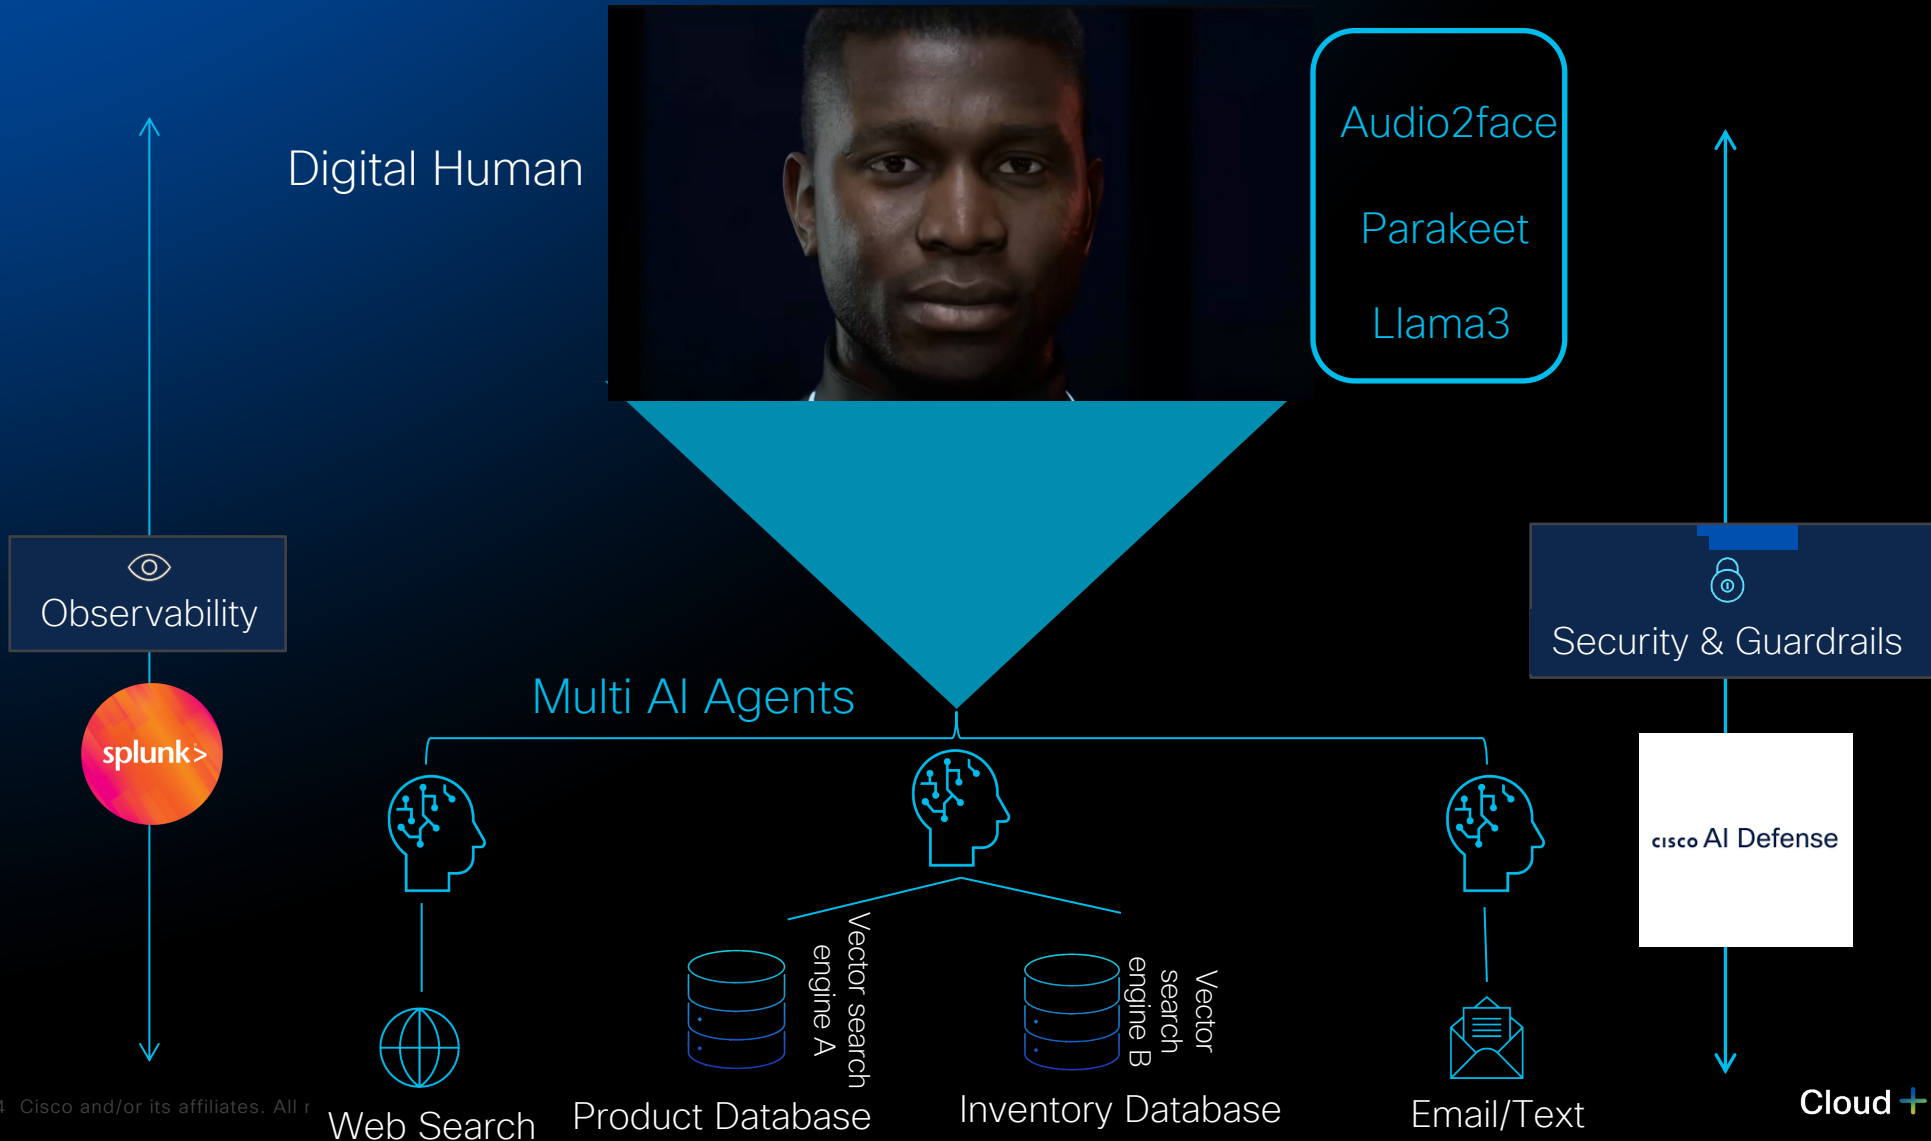 Digital Human
Audio2face
Parakeet
Llama3
Observability
splunk>
Security & Guardrails
cisco AI Defense
Multi AI Agents
Vector search
engine A
Vector
search
engine B
Web Search
Product Database
Inventory Database
Email/Text
4 Cisco and/or its affiliates. All r
Cloud +